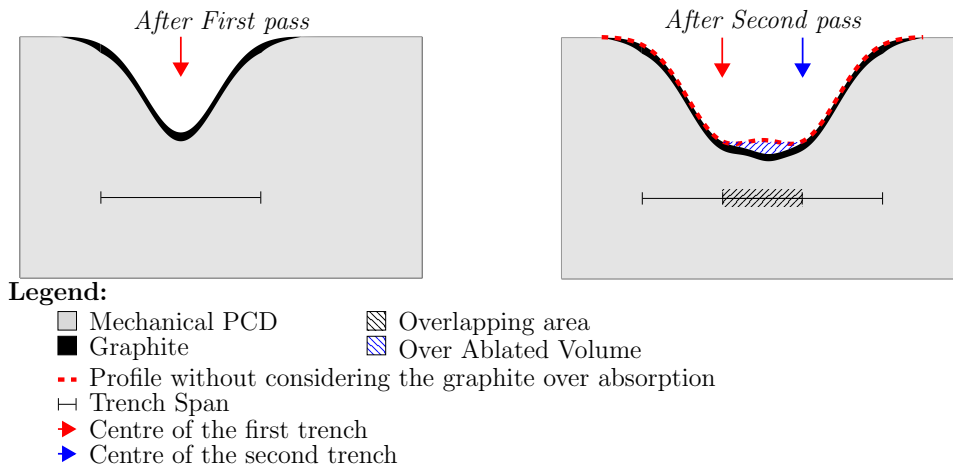 After First pass
After Second pass
Legend:
Mechanical PCD
Overlapping area
Graphite
Over Ablated Volume
Profile without considering the graphite over absorption
Trench Span
Centre of the first trench
Centre of the second trench